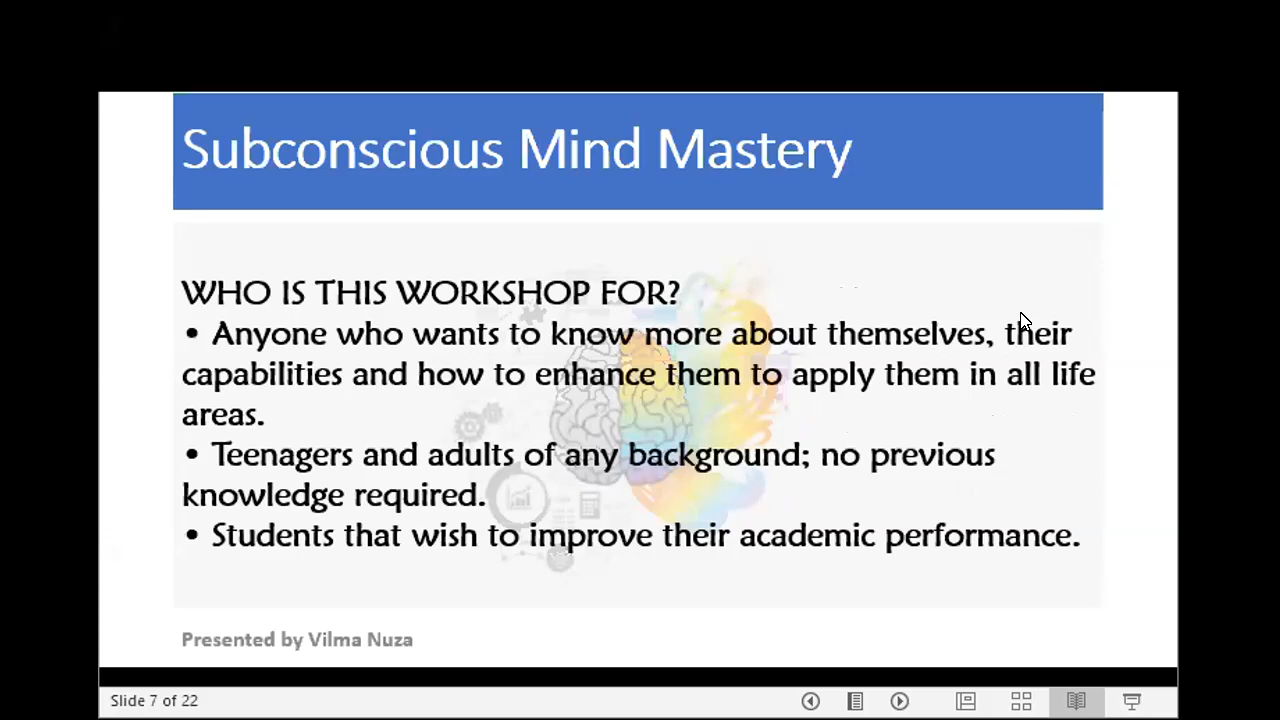 Subconscious Mind Mastery
WHO IS THIS WORKSHOP FOR?
• Anyone who wants to know more about themselves, their
capabilities and how to enhance them to apply them in all life
areas.
• Teenagers and adults of any background; no previous
knowledge required.
• Students that wish to improve their academic performance.
Presented by Vilma Nuza
Slide 7 of 22